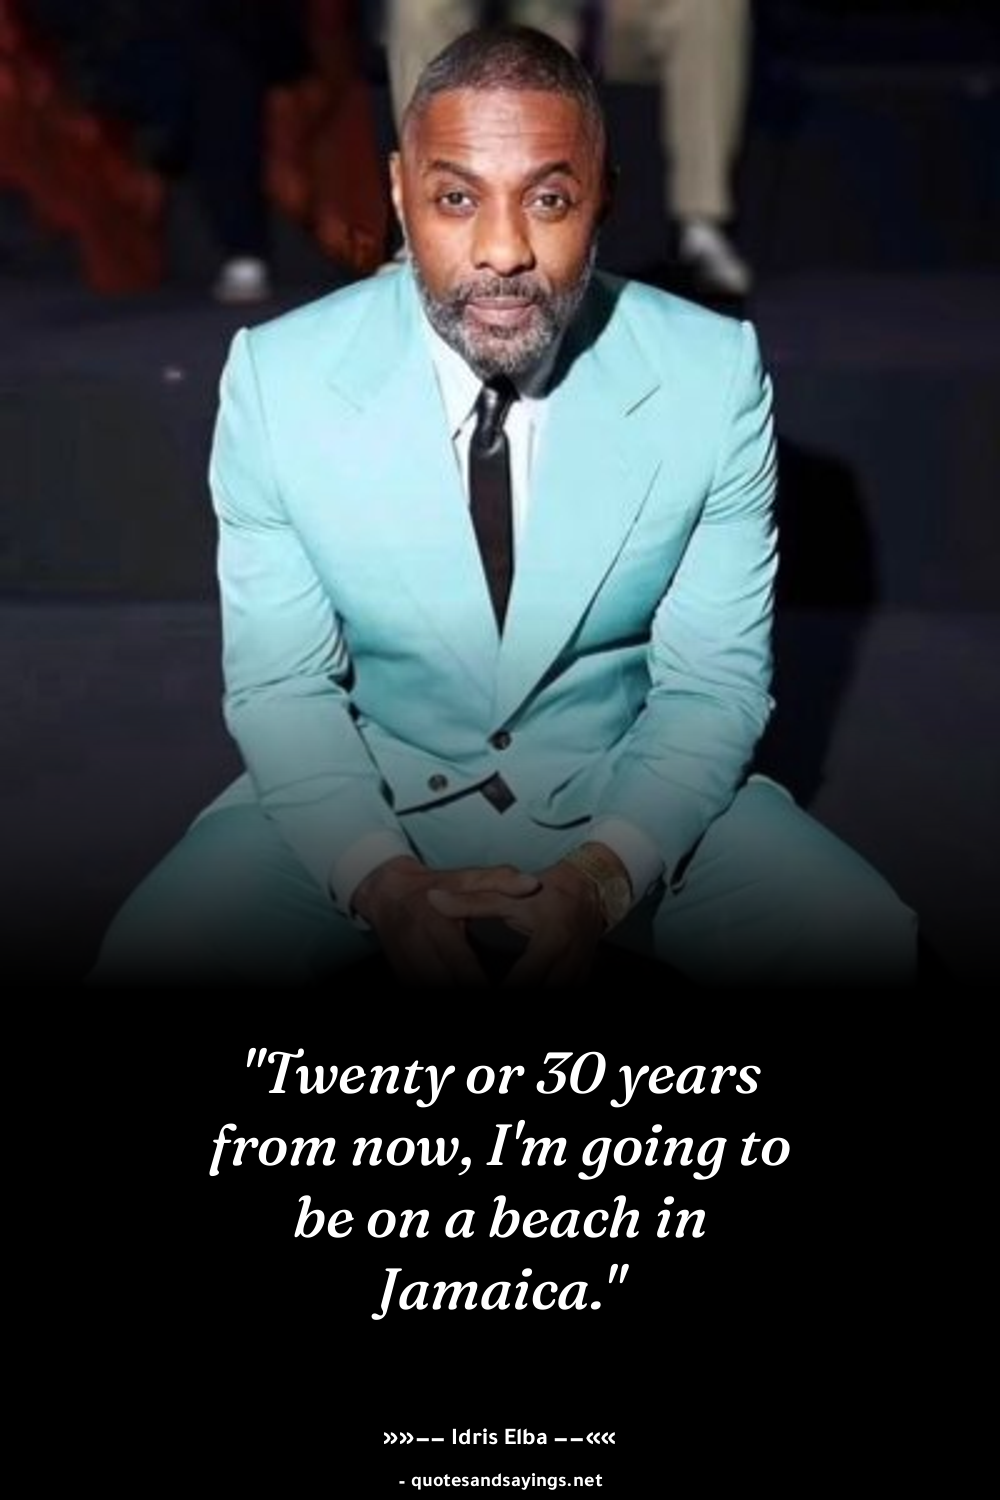 "Twenty or 30 years
from now, I'm going to
be on a beach in
Jamaica."
»»−− Idris Elba −−««
- quotesandsayings.net